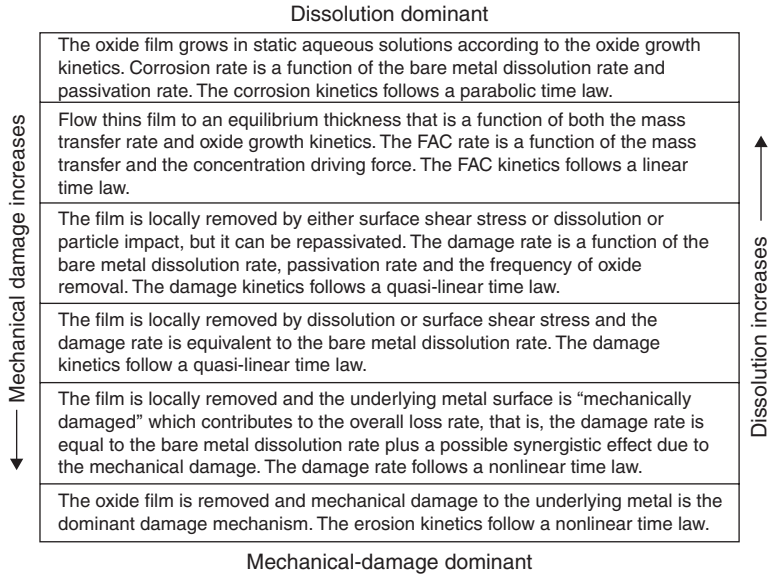 Dissolution dominant
The oxide film grows in static aqueous solutions according to the oxide growth
kinetics. Corrosion rate is a function of the bare metal dissolution rate and
passivation rate. The corrosion kinetics follows a parabolic time law.
Flow thins film to an equilibrium thickness that is a function of both the mass
transfer rate and oxide growth kinetics. The FAC rate is a function of the mass
transfer and the concentration driving force. The FAC kinetics follows a linear
time law.
The film is locally removed by either surface shear stress or dissolution or
particle impact, but it can be repassivated. The damage rate is a function of the
bare metal dissolution rate, passivation rate and the frequency of oxide
removal. The damage kinetics follows a quasi-linear time law.
The film is locally removed by dissolution or surface shear stress and the
damage rate is equivalent to the bare metal dissolution rate. The damage
kinetics follow a quasi-linear time law.
The film is locally removed and the underlying metal surface is “mechanically
damaged” which contributes to the overall loss rate, that is, the damage rate is
equal to the bare metal dissolution rate plus a possible synergistic effect due to
the mechanical damage. The damage rate follows a nonlinear time law.
The oxide film is removed and mechanical damage to the underlying metal is the
dominant damage mechanism. The erosion kinetics follow a nonlinear time law.
Mechanical-damage dominant
Mechanical damage increases
Dissolution increases